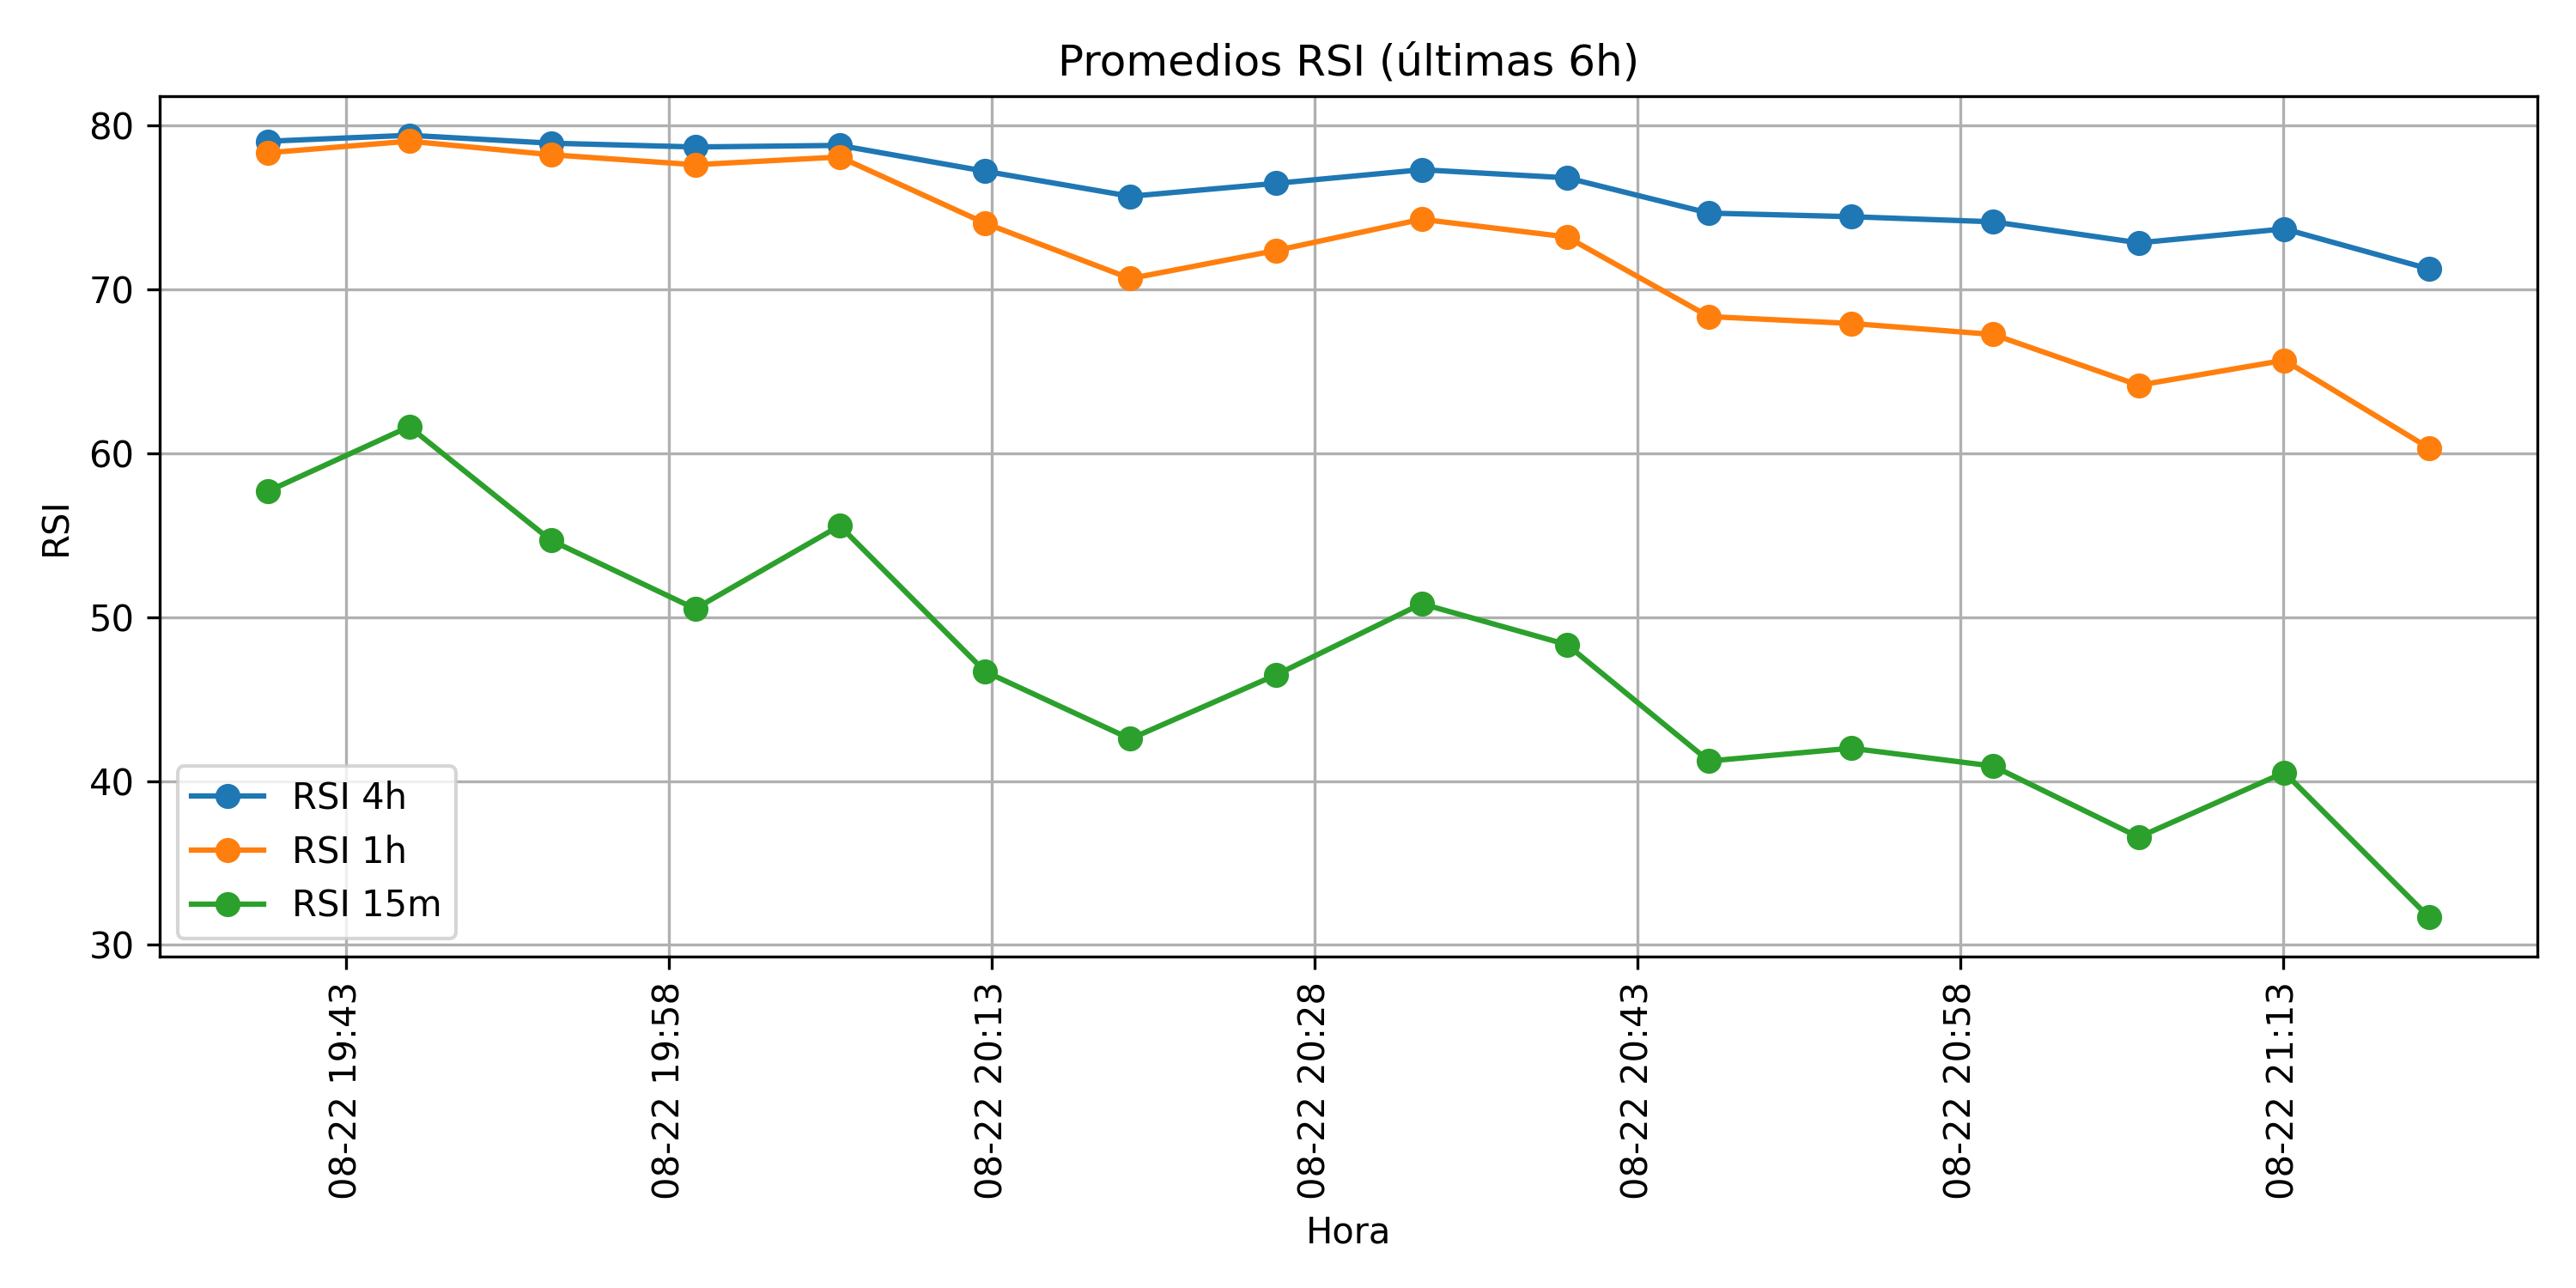 Promedios RSI (últimas 6h)
80
70
60
50
40
30
RSI
RSI 4h
RSI 1h
RSI 15m
08-22 19:43
08-22 19:58
08-22 20:13
08-22 20:28
08-22 20:43
08-22 20:58
08-22 21:13
Hora